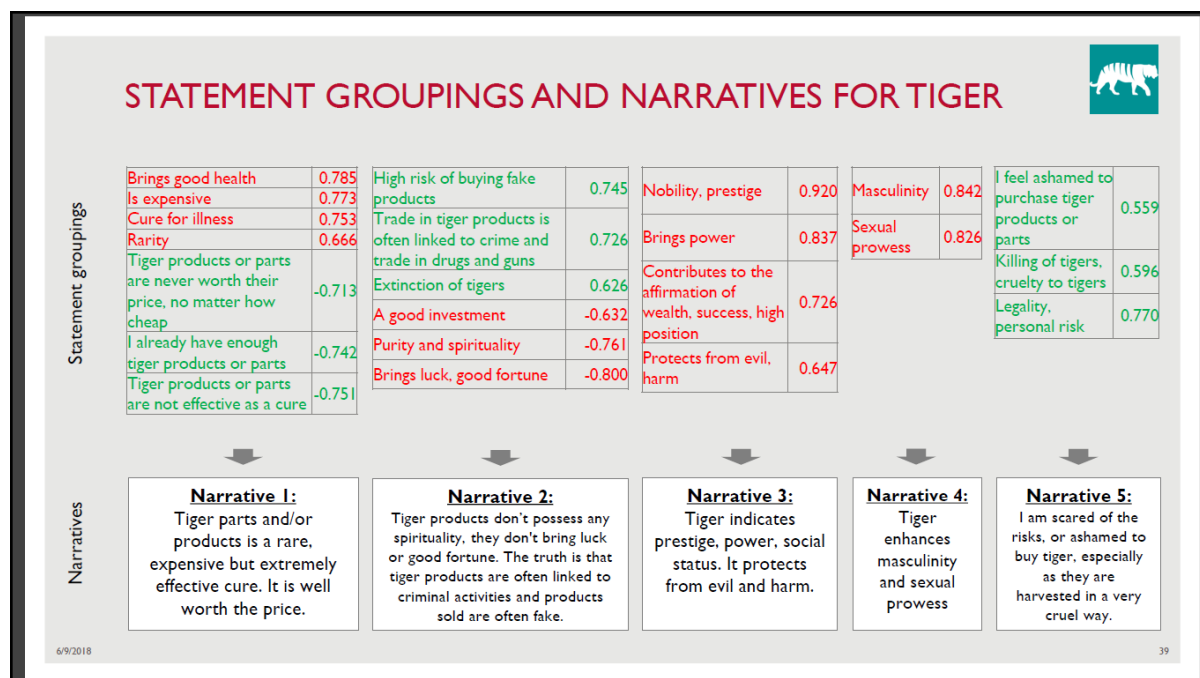 STATEMENT GROUPINGS AND NARRATIVES FOR TIGER
Statement groupings
Brings good health 0.785
Is expensive 0.773
Cure for illness 0.753
Rarity 0.666
Tiger products or parts
are never worth their
price, no matter how
cheap
-0.713
I already have enough
tiger products or parts
-0.742
Tiger products or parts
are not effective as a cure
-0.751
High risk of buying fake
products
0.745
Trade in tiger products is
often linked to crime and
trade in drugs and guns
0.726
Extinction of tigers 0.626
A good investment -0.632
Purity and spirituality -0.761
Brings luck, good fortune -0.800
Nobility, prestige 0.920
Brings power 0.837
Contributes to the
affirmation of
wealth, success, high
position
0.726
Protects from evil,
harm
0.647
Masculinity 0.842
Sexual
prowess
0.826
I feel ashamed to
purchase tiger
products or
parts
0.559
Killing of tigers,
cruelty to tigers
0.596
Legality,
personal risk
0.770
Narratives
Narrative 1:
Tiger parts and/or
products is a rare,
expensive but extremely
effective cure. It is well
worth the price.
Narrative 2:
Tiger products don't possess any
spirituality, they don't bring luck
or good fortune. The truth is that
tiger products are often linked to
criminal activities and products
sold are often fake.
Narrative 3:
Tiger indicates
prestige, power, social
status. It protects
from evil and harm.
Narrative 4:
Tiger
enhances
masculinity
and sexual
prowess
Narrative 5:
I am scared of the
risks, or ashamed to
buy tiger, especially
as they are
harvested in a very
cruel way.
6/9/2018
39